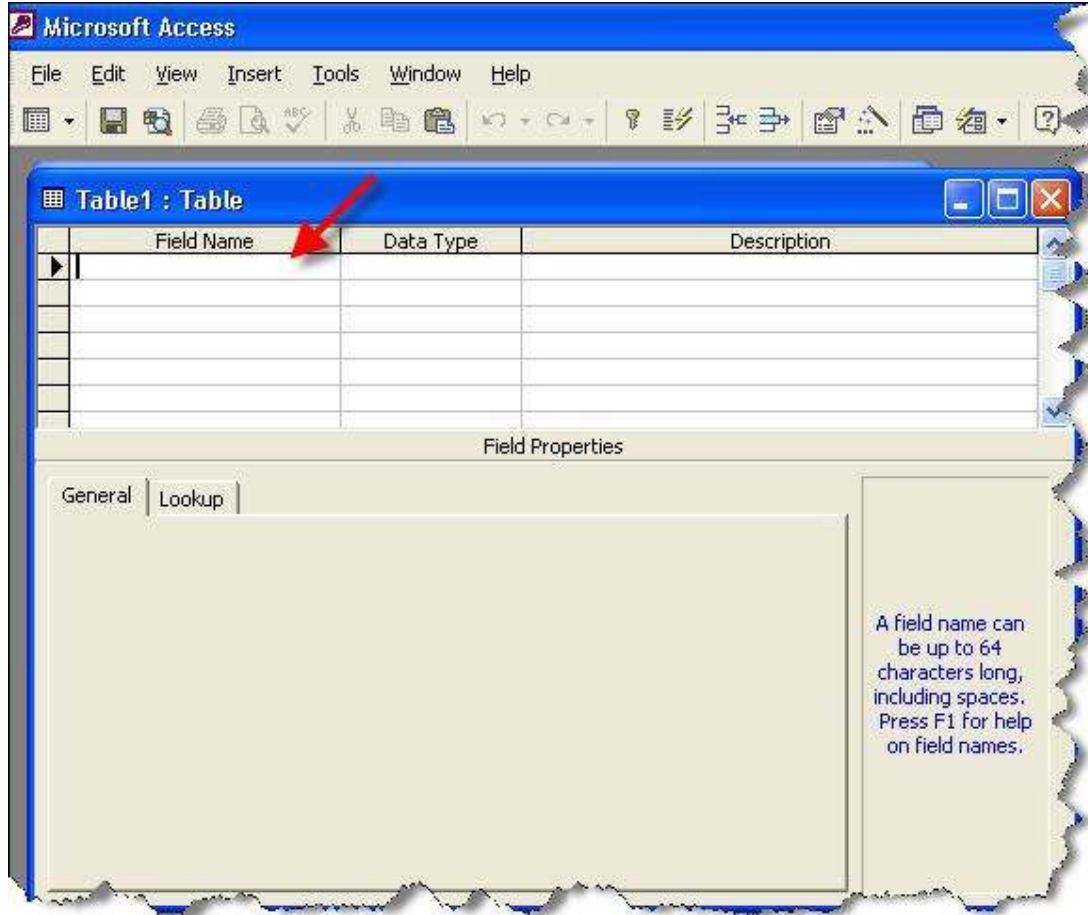 Microsoft Access
File Edit View Insert Tools Window Help
Table1 : Table
Field Name Data Type Description
Field Properties
General Lookup
A field name can
be up to 64
characters long,
including spaces.
Press F1 for help
on field names.